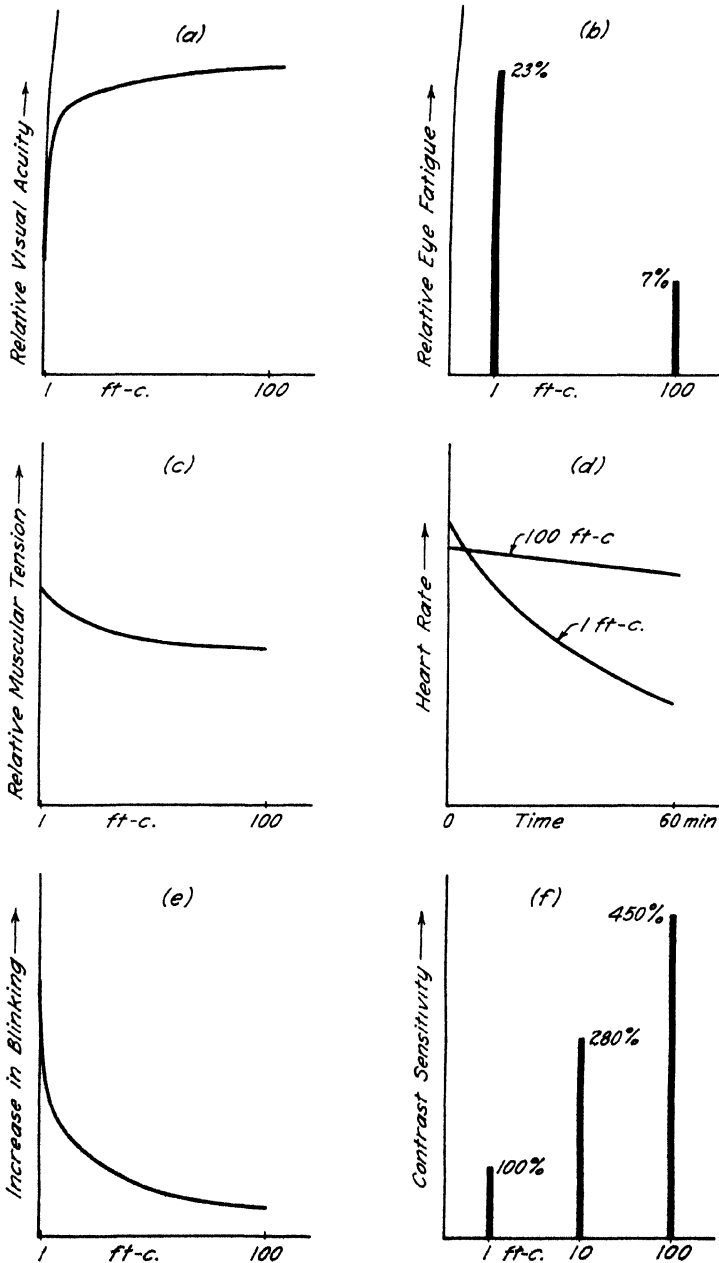 (a)
Relative Visual Acuity
1 ft-c. 100
(b)
Relative Eye Fatigue
23%
7%
1 ft-c. 100
(c)
Relative Muscular Tension
1 ft-c. 100
(d)
Heart Rate
100 ft-c
1 ft-c.
0 Time 60 min
(e)
Increase in Blinking
1 ft-c. 100
(f)
Contrast Sensitivity
450%
280%
100%
1 ft-c. 10 100